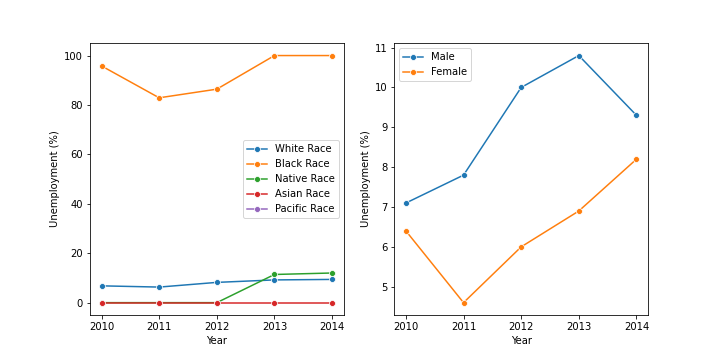 100
80
60
40
20
0
Unemployment (%)
2010 2011 2012 2013 2014
Year
White Race
Black Race
Native Race
Asian Race
Pacific Race
11
10
9
8
7
6
5
Unemployment (%)
2010 2011 2012 2013 2014
Year
Male
Female